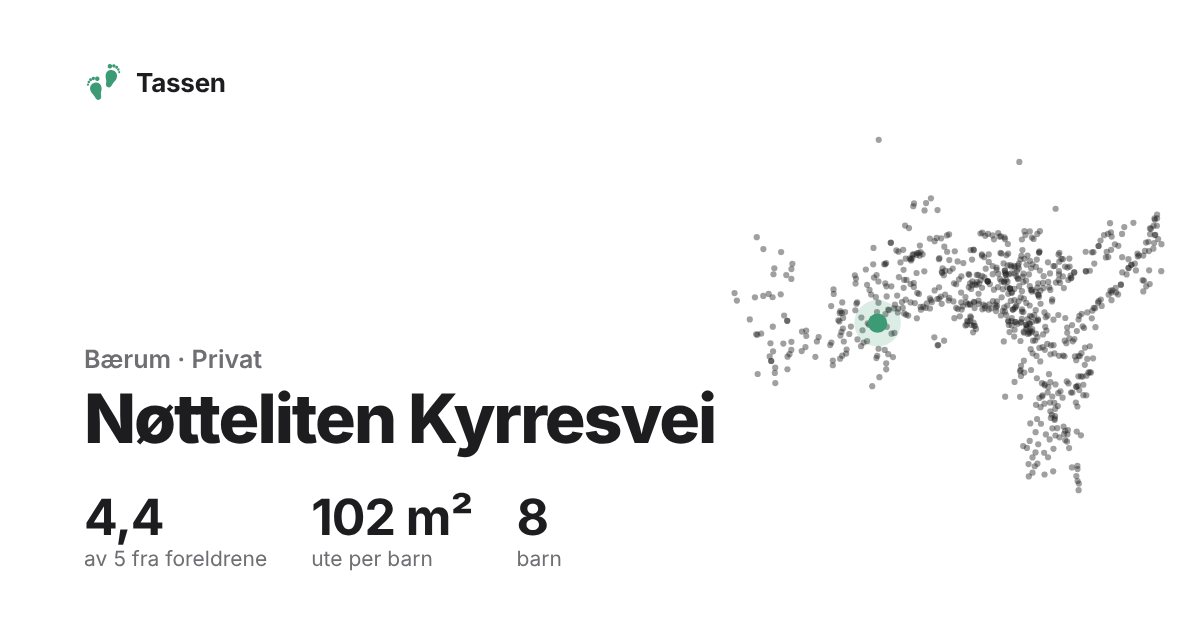 Tassen
Bærum · Privat
Nøtteliten Kyrresvei
4,4 102 m² 8
av 5 fra foreldrene ute per barn barn